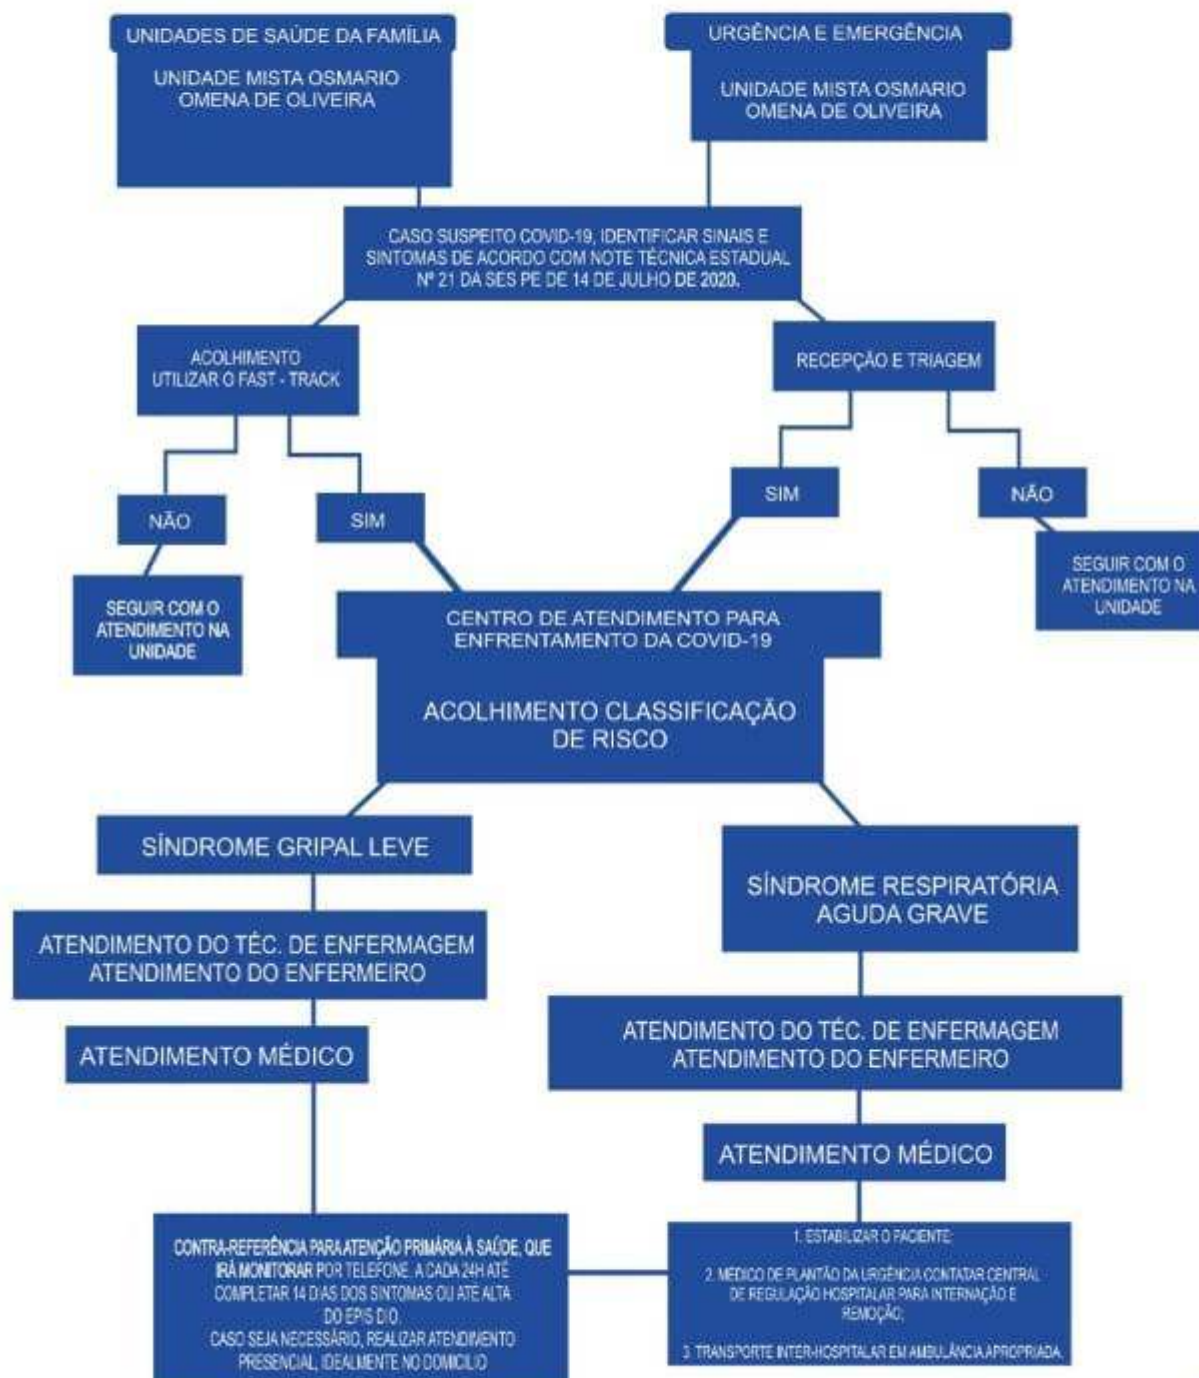 UNIDADES DE SAÚDE DA FAMÍLIA
UNIDADE MISTA OSMARIO
OMENA DE OLIVEIRA
URGÊNCIA E EMERGÊNCIA
UNIDADE MISTA OSMARIO
OMENA DE OLIVEIRA
CASO SUSPEITO COVID-19, IDENTIFICAR SINAIS E
SINTOMAS DE ACORDO COM NOTE TÉCNICA ESTADUAL
Nº 21 DA SES PE DE 14 DE JULHO DE 2020.
ACOLHIMENTO
UTILIZAR O FAST - TRACK
RECEPÇÃO E TRIAGEM
NÃO
SIM
SIM
NÃO
SEGUIR COM O
ATENDIMENTO NA
UNIDADE
SEGUIR COM O
ATENDIMENTO NA
UNIDADE
CENTRO DE ATENDIMENTO PARA
ENFRENTAMENTO DA COVID-19
ACOLHIMENTO CLASSIFICAÇÃO
DE RISCO
SÍNDROME GRIPAL LEVE
ATENDIMENTO DO TÉC. DE ENFERMAGEM
ATENDIMENTO DO ENFERMEIRO
ATENDIMENTO MÉDICO
SÍNDROME RESPIRATÓRIA
AGUDA GRAVE
ATENDIMENTO DO TÉC. DE ENFERMAGEM
ATENDIMENTO DO ENFERMEIRO
ATENDIMENTO MÉDICO
CONTRA-REFERÊNCIA PARA ATENÇÃO PRIMÁRIA À SAÚDE, QUE
IRÁ MONITORAR POR TELEFONE. A CADA 24H ATÉ
COMPLETAR 14 DIAS DOS SINTOMAS OU ATÉ ALTA
DO EPIS DIO.
CASO SEJA NECESSÁRIO, REALIZAR ATENDIMENTO
PRESENCIAL, IDEALMENTE NO DOMICILIO
1. ESTABILIZAR O PACIENTE;
2. MÉDICO DE PLANTÃO DA URGÊNCIA CONTATAR CENTRAL
DE REGULAÇÃO HOSPITALAR PARA INTERNAÇÃO E
REMOÇÃO;
3. TRANSPORTE INTER-HOSPITALAR EM AMBULÂNCIA APROPRIADA.